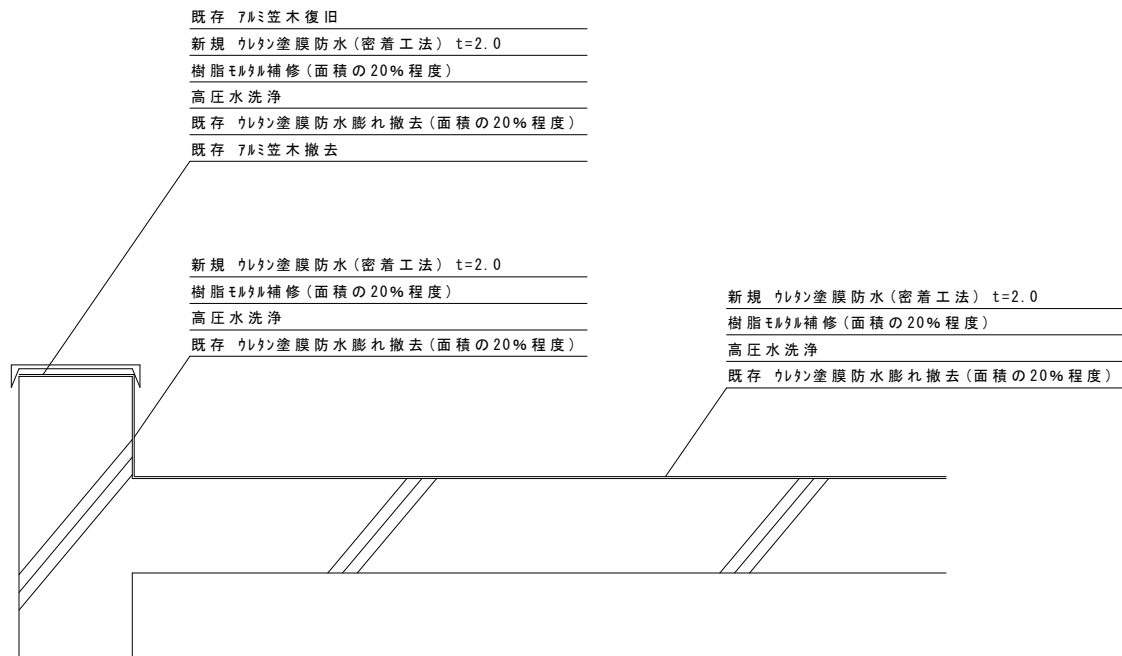 既存 ｱﾙﾐ笠木復旧
新規 ｳﾚﾀﾝ塗膜防水(密着工法) t=2.0
樹脂ﾓﾙﾀﾙ補修(面積の20%程度)
高圧水洗浄
既存 ｳﾚﾀﾝ塗膜防水膨れ撤去(面積の20%程度)
既存 ｱﾙﾐ笠木撤去
新規 ｳﾚﾀﾝ塗膜防水(密着工法) t=2.0
樹脂ﾓﾙﾀﾙ補修(面積の20%程度)
高圧水洗浄
既存 ｳﾚﾀﾝ塗膜防水膨れ撤去(面積の20%程度)
新規 ｳﾚﾀﾝ塗膜防水(密着工法) t=2.0
樹脂ﾓﾙﾀﾙ補修(面積の20%程度)
高圧水洗浄
既存 ｳﾚﾀﾝ塗膜防水膨れ撤去(面積の20%程度)